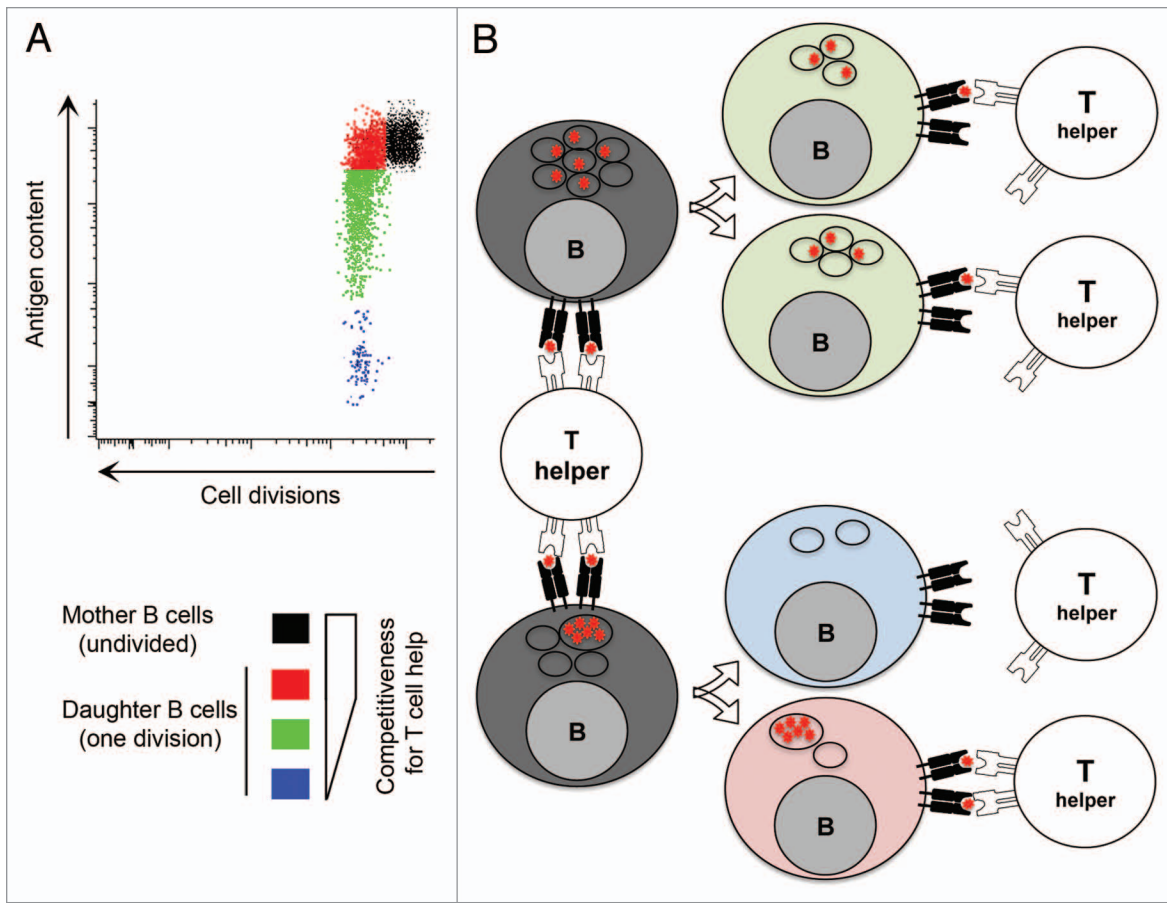 A
Antigen content
Cell divisions
Mother B cells
(undivided)
Daughter B cells
(one division)
Competitiveness
for T cell help
B
B
T
helper
B
T
helper
B
T
helper
B
T
helper
B
B
T
helper